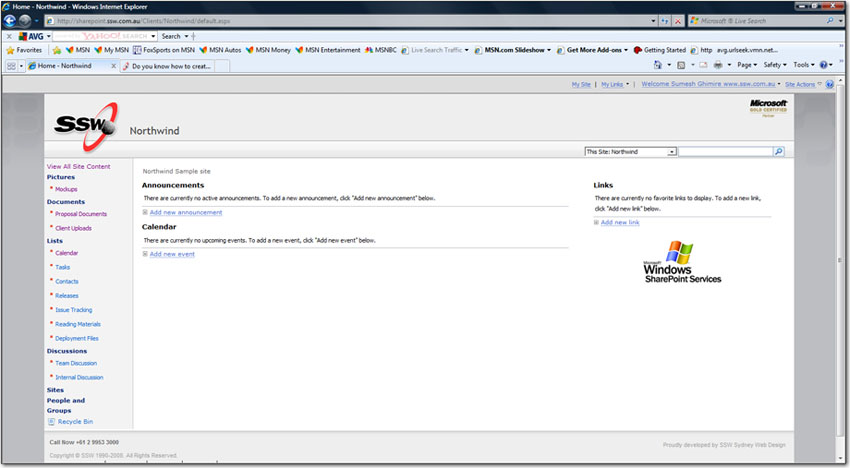 Home - Northwind - Windows Internet Explorer
http://sharepoint.ssw.com.au/Clients/Northwind/default.aspx
Microsoft® Live Search
AVG YAHOO! SEARCH Search
Favorites MSN My MSN FoxSports on MSN MSN Autos MSN Money MSN Entertainment MSNBC Live Search Traffic MSN.com Slideshow Get More Add-ons Getting Started http avg.urlseek.vmn.net...
Home - Northwind Do you know how to creat... Page Safety Tools
My Site My Links Welcome Sumesh Ghimire www.ssw.com.au Site Actions
SSW Northwind
Microsoft
GOLD CERTIFIED
Partner
This Site: Northwind
View All Site Content
Pictures
Mockups
Documents
Proposal Documents
Client Uploads
Lists
Calendar
Tasks
Contacts
Releases
Issue Tracking
Reading Materials
Deployment Files
Discussions
Team Discussion
Internal Discussion
Sites
People and
Groups
Recycle Bin
Northwind Sample site
Announcements
There are currently no active announcements. To add a new announcement, click "Add new announcement" below.
Add new announcement
Calendar
There are currently no upcoming events. To add a new event, click "Add new event" below.
Add new event
Links
There are currently no favorite links to display. To add a new link,
click "Add new link" below.
Add new link
Microsoft
Windows
SharePoint Services
Call Now +61 2 9953 3000
Copyright © SSW 1990-2008. All Rights Reserved.
Proudly developed by SSW Sydney Web Design